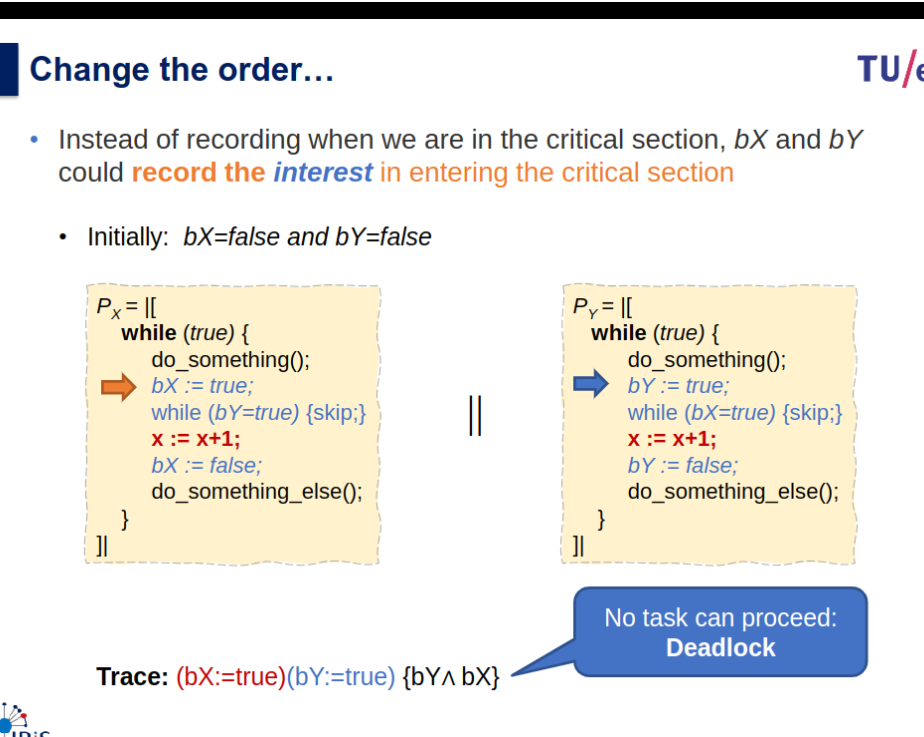 Change the order…
TU/e
• Instead of recording when we are in the critical section, bX and bY
could record the interest in entering the critical section
• Initially: bX=false and bY=false
P_X = |[
while (true) {
do_something();
bX := true;
while (bY=true) {skip;}
x := x+1;
bX := false;
do_something_else();
}
]|
||
P_Y = |[
while (true) {
do_something();
bY := true;
while (bX=true) {skip;}
x := x+1;
bY := false;
do_something_else();
}
]|
No task can proceed:
Deadlock
Trace: (bX:=true)(bY:=true) {bY∧ bX}